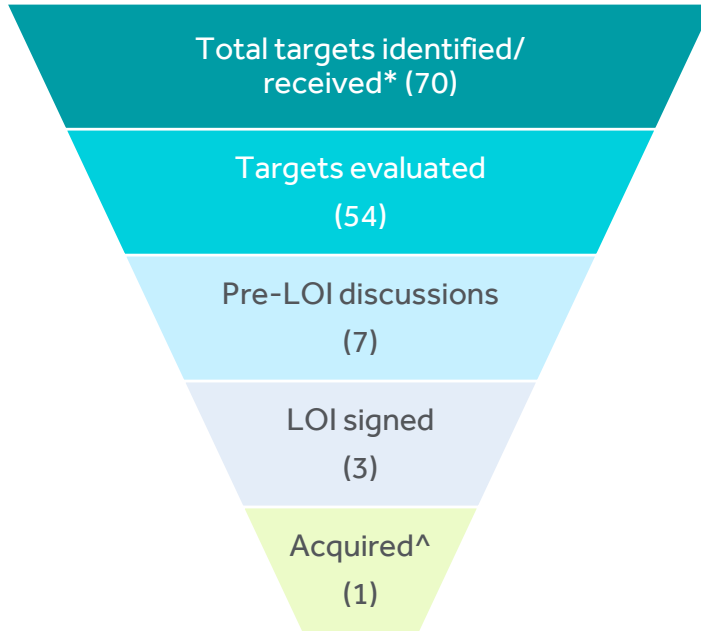 Total targets identified/
received* (70)
Targets evaluated
(54)
Pre-LOI discussions
(7)
LOI signed
(3)
Acquired^
(1)